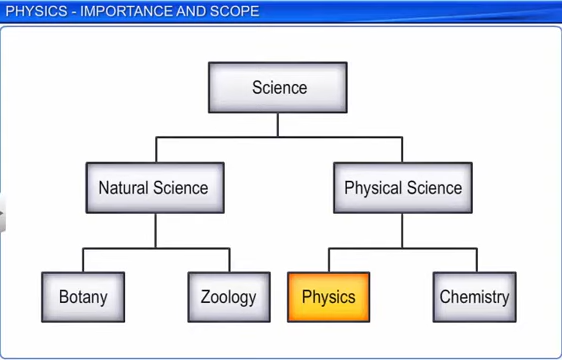 PHYSICS - IMPORTANCE AND SCOPE
Science
Natural Science
Physical Science
Botany
Zoology
Physics
Chemistry